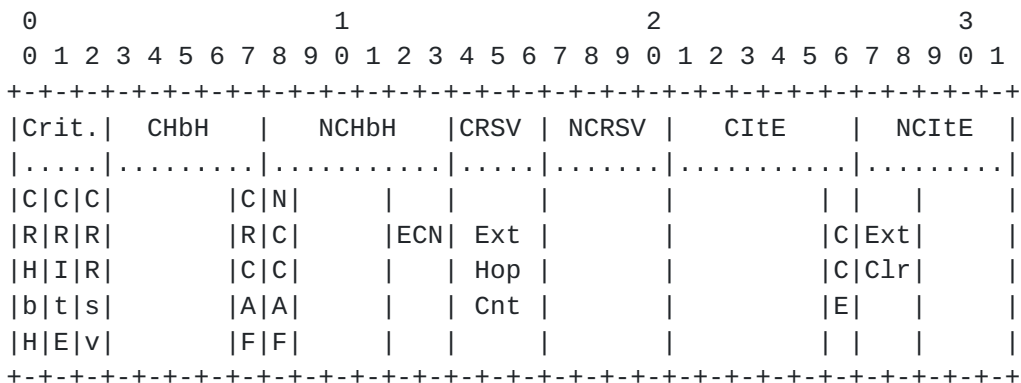 0                   1                   2                   3
 0 1 2 3 4 5 6 7 8 9 0 1 2 3 4 5 6 7 8 9 0 1 2 3 4 5 6 7 8 9 0 1
+-+-+-+-+-+-+-+-+-+-+-+-+-+-+-+-+-+-+-+-+-+-+-+-+-+-+-+-+-+-+-+-+
|Crit.|  CHbH   |   NCHbH   |CRSV | NCRSV |   CItE    |  NCItE  |
|.....|.........|...........|.....|.......|...........|.........|
|C|C|C|       |C|N|     |   |     |       |         | |   |     |
|R|R|R|       |R|C|     |ECN| Ext |       |         |C|Ext|     |
|H|I|R|       |C|C|     |   | Hop |       |         |C|Clr|     |
|b|t|s|       |A|A|     |   | Cnt |       |         |E|   |     |
|H|E|v|       |F|F|     |   |     |       |         | |   |     |
+-+-+-+-+-+-+-+-+-+-+-+-+-+-+-+-+-+-+-+-+-+-+-+-+-+-+-+-+-+-+-+-+